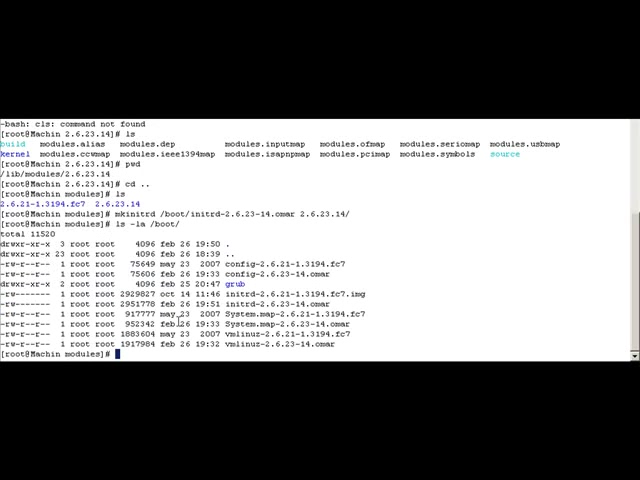 -bash: cls: command not found
[root@Machin 2.6.23.14]# ls
build   modules.alias   modules.dep   modules.inputmap   modules.ofmap   modules.seriomap   modules.usbmap
kernel   modules.ccwmap   modules.ieee1394map   modules.isapnpmap   modules.pcimap   modules.symbols   source
[root@Machin 2.6.23.14]# pwd
/lib/modules/2.6.23.14
[root@Machin 2.6.23.14]# cd ..
[root@Machin modules]# ls
2.6.21-1.3194.fc7  2.6.23.14
[root@Machin modules]# mkinitrd /boot/initrd-2.6.23-14.omar 2.6.23.14/
[root@Machin modules]# ls -la /boot/
total 11520
drwxr-xr-x  3 root root    4096 feb 26 19:50 .
drwxr-xr-x 23 root root    4096 feb 26 18:39 ..
-rw-r--r--  1 root root   75649 may 23  2007 config-2.6.21-1.3194.fc7
-rw-r--r--  1 root root   75606 feb 26 19:33 config-2.6.23-14.omar
drwxr-xr-x  2 root root    4096 feb 25 20:47 grub
-rw-------  1 root root 2929827 oct 14 11:46 initrd-2.6.21-1.3194.fc7.img
-rw-------  1 root root 2951778 feb 26 19:51 initrd-2.6.23-14.omar
-rw-r--r--  1 root root  917777 may 23  2007 System.map-2.6.21-1.3194.fc7
-rw-r--r--  1 root root  952342 feb 26 19:33 System.map-2.6.23-14.omar
-rw-r--r--  1 root root 1883604 may 23  2007 vmlinuz-2.6.21-1.3194.fc7
-rw-r--r--  1 root root 1917984 feb 26 19:32 vmlinuz-2.6.23-14.omar
[root@Machin modules]#